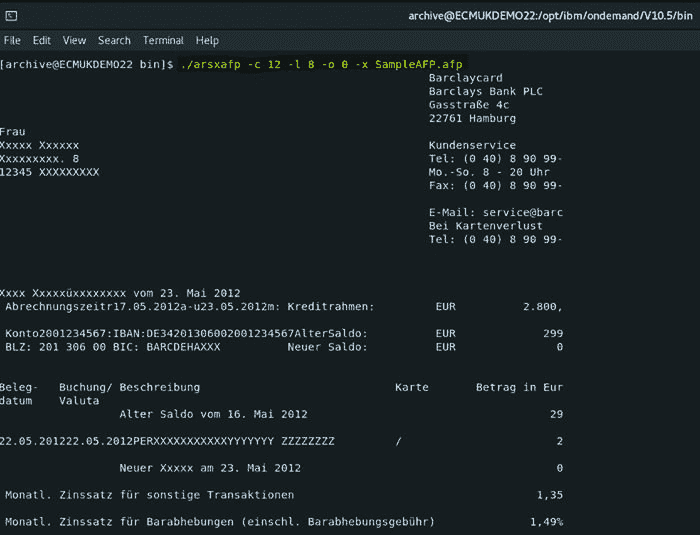 archive@ECMUKDEMO22:/opt/ibm/ondemand/V10.5/bin
File Edit View Search Terminal Help
[archive@ECMUKDEMO22 bin]$ ./arsxafp -c 12 -l 8 -o 0 -x SampleAFP.afp
Barclaycard
Barclays Bank PLC
Gasstraße 4c
22761 Hamburg
Frau
Xxxxx Xxxxxx Kundenservice
Xxxxxxxxx. 8 Tel: (0 40) 8 90 99-
12345 XXXXXXXXX Mo.-So. 8 - 20 Uhr
Fax: (0 40) 8 90 99-
E-Mail: service@barc
Bei Kartenverlust
Tel: (0 40) 8 90 99-
Xxxx Xxxxxüxxxxxxxx vom 23. Mai 2012
Abrechnungszeitr17.05.2012a-u23.05.2012m: Kreditrahmen: EUR 2.800,
Konto2001234567:IBAN:DE34201306002001234567AlterSaldo: EUR 299
BLZ: 201 306 00 BIC: BARCDEHAXXX Neuer Saldo: EUR 0
Beleg- Buchung/ Beschreibung Karte Betrag in Eur
datum Valuta
Alter Saldo vom 16. Mai 2012 29
22.05.201222.05.2012PERXXXXXXXXXXXYYYYYYY ZZZZZZZZ / 2
Neuer Xxxxx am 23. Mai 2012 0
Monatl. Zinssatz für sonstige Transaktionen 1,35
Monatl. Zinssatz für Barabhebungen (einschl. Barabhebungsgebühr) 1,49%